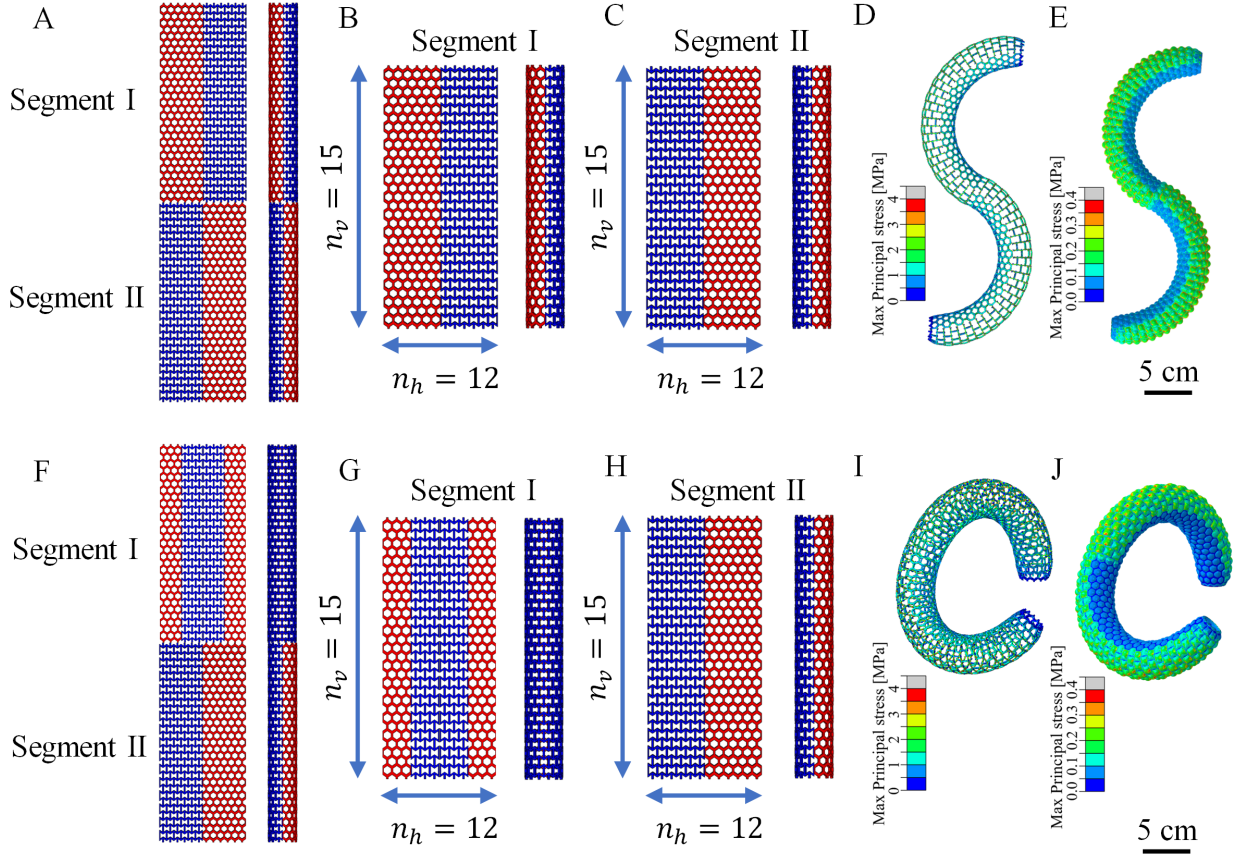 A
B
C
D
E
Segment I
Segment II
Segment I
n_v = 15
n_h = 12
Segment II
n_v = 15
n_h = 12
Max Principal stress [MPa]
4
3
2
1
0
Max Principal stress [MPa]
0.4
0.3
0.2
0.1
0.0
5 cm
F
G
H
I
J
Segment I
Segment II
Segment I
n_v = 15
n_h = 12
Segment II
n_v = 15
n_h = 12
Max Principal stress [MPa]
4
3
2
1
0
Max Principal stress [MPa]
0.4
0.3
0.2
0.1
0.0
5 cm